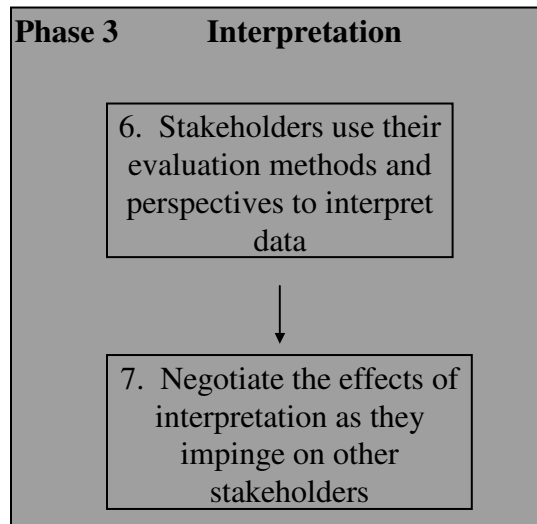 Phase 3 Interpretation
6. Stakeholders use their
evaluation methods and
perspectives to interpret
data
7. Negotiate the effects of
interpretation as they
impinge on other
stakeholders